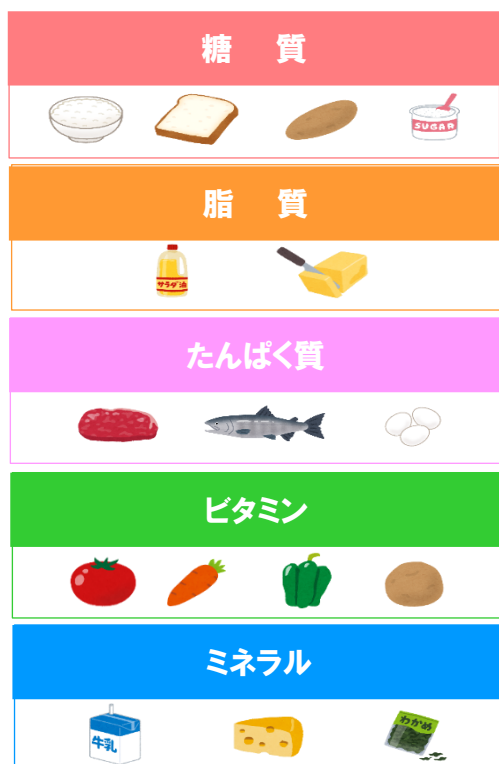 糖質
SUGAR
脂質
サラダ油
たんぱく質
ビタミン
ミネラル
牛乳
わかめ